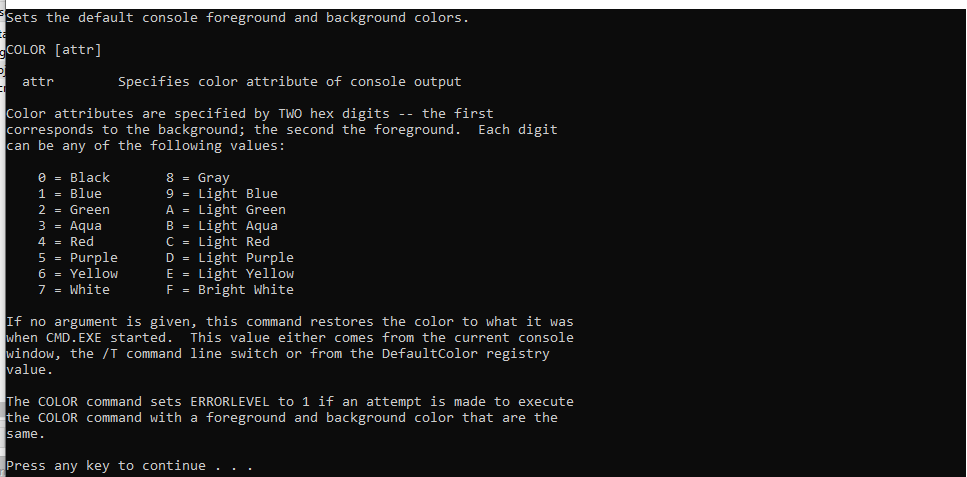 Sets the default console foreground and background colors.
COLOR [attr]
attr        Specifies color attribute of console output
Color attributes are specified by TWO hex digits -- the first
corresponds to the background; the second the foreground.  Each digit
can be any of the following values:
0 = Black       8 = Gray
1 = Blue        9 = Light Blue
2 = Green       A = Light Green
3 = Aqua        B = Light Aqua
4 = Red         C = Light Red
5 = Purple      D = Light Purple
6 = Yellow      E = Light Yellow
7 = White       F = Bright White
If no argument is given, this command restores the color to what it was
when CMD.EXE started.  This value either comes from the current console
window, the /T command line switch or from the DefaultColor registry
value.
The COLOR command sets ERRORLEVEL to 1 if an attempt is made to execute
the COLOR command with a foreground and background color that are the
same.
Press any key to continue . . .